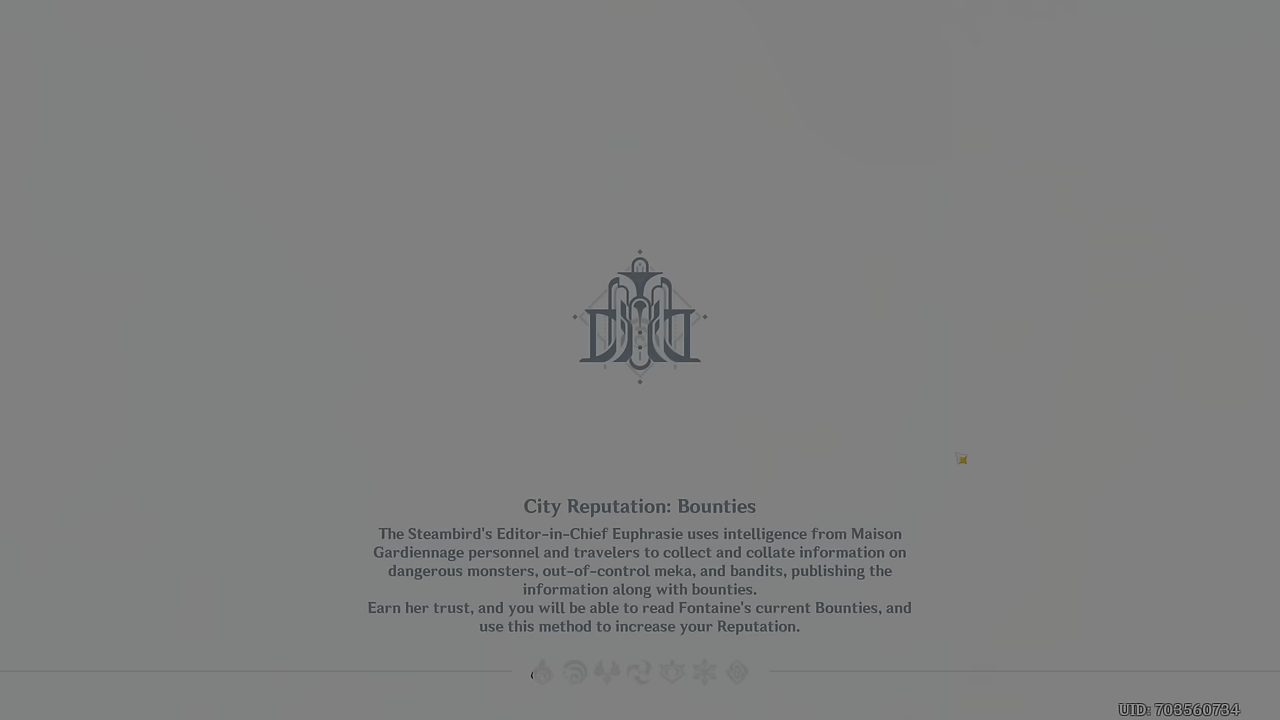 City Reputation: Bounties
The Steambird's Editor-in-Chief Euphrasie uses intelligence from Maison
Gardiennage personnel and travelers to collect and collate information on
dangerous monsters, out-of-control meka, and bandits, publishing the
information along with bounties.
Earn her trust, and you will be able to read Fontaine's current Bounties, and
use this method to increase your Reputation.
UID: 703560734